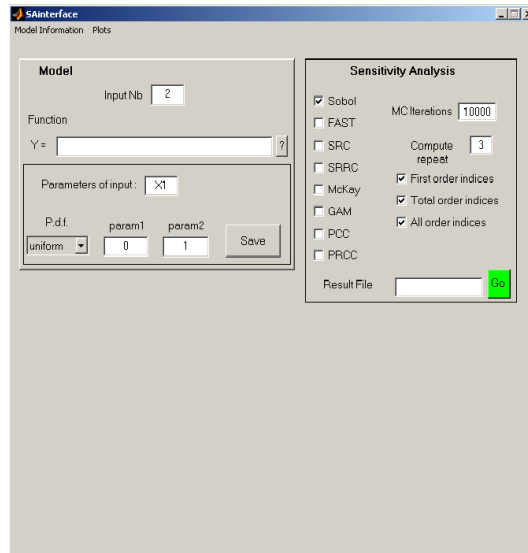 SAinterface
Model Information Plots
Model
Input Nb 2
Function
Y = ?
Parameters of input : X1
P.d.f. param1 param2
uniform 0 1 Save
Sensitivity Analysis
Sobol
FAST
SRC
SRRC
McKay
GAM
PCC
PRCC
MC Iterations 10000
Compute 3
repeat
First order indices
Total order indices
All order indices
Result File Go